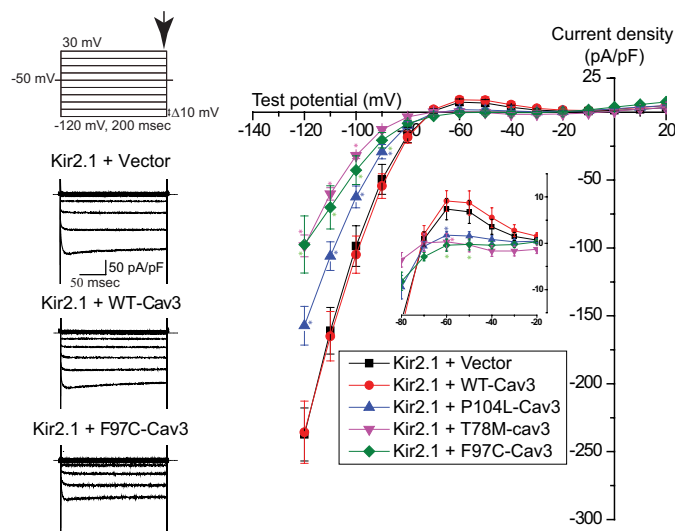 30 mV
-50 mV
Δ10 mV
-120 mV, 200 msec
Kir2.1 + Vector
50 pA/pF
50 msec
Kir2.1 + WT-Cav3
Kir2.1 + F97C-Cav3
Current density
(pA/pF)
25
Test potential (mV)
-140 -120 -100 -80 -60 -40 -20 0 20
-50
-100
-150
-200
-250
-300
10
5
0
-5
-10
-80 -60 -40 -20
Kir2.1 + Vector
Kir2.1 + WT-Cav3
Kir2.1 + P104L-Cav3
Kir2.1 + T78M-cav3
Kir2.1 + F97C-Cav3